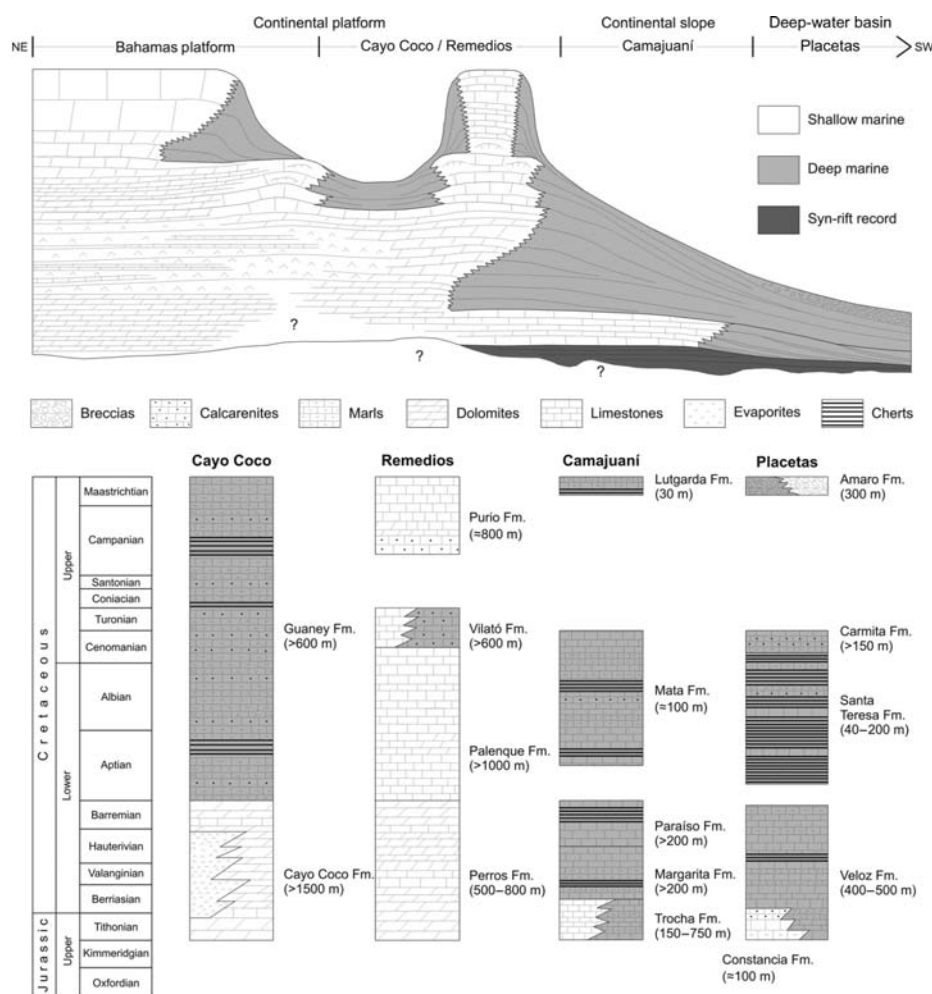 Continental platform
Continental slope
Deep-water basin
NE
Bahamas platform
Cayo Coco / Remedios
Camajuaní
Placetas
SW
Shallow marine
Deep marine
Syn-rift record
?
?
?
Breccias
Calcarenites
Marls
Dolomites
Limestones
Evaporites
Cherts
Cayo Coco
Remedios
Camajuaní
Placetas
Cretaceous
Jurassic
Upper
Lower
Upper
Maastrichtian
Campanian
Santonian
Coniacian
Turonian
Cenomanian
Albian
Aptian
Barremian
Hauterivian
Valanginian
Berriasian
Tithonian
Kimmeridgian
Oxfordian
Guaney Fm.
(>600 m)
Cayo Coco Fm.
(>1500 m)
Purio Fm.
(≈800 m)
Vilató Fm.
(>600 m)
Palenque Fm.
(>1000 m)
Perros Fm.
(500–800 m)
Lutgarda Fm.
(30 m)
Mata Fm.
(≈100 m)
Paraíso Fm.
(>200 m)
Margarita Fm.
(>200 m)
Trocha Fm.
(150–750 m)
Amaro Fm.
(300 m)
Carmita Fm.
(>150 m)
Santa
Teresa Fm.
(40–200 m)
Veloz Fm.
(400–500 m)
Constancia Fm.
(≈100 m)